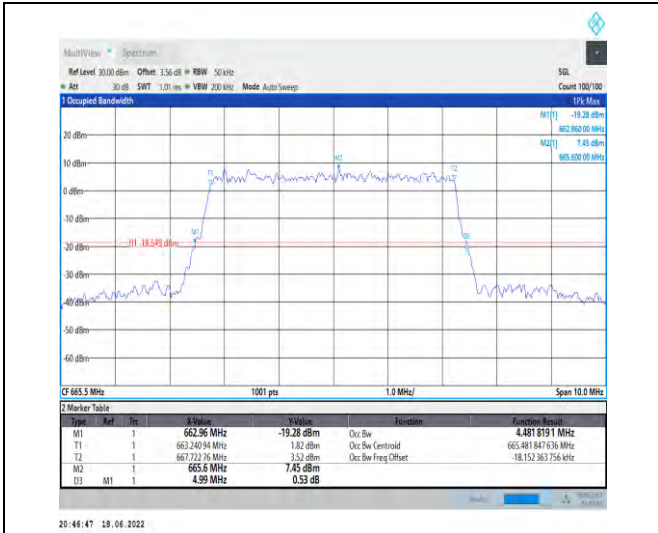 MultiView Spectrum
Ref Level 30.00 dBm Offset 3.56 dB RBW 50 kHz SGL
Att 30 dB SWT 1.01 ms VBW 200 kHz Mode Auto Sweep Count 100/100
1 Occupied Bandwidth 1Pk Max
M1[1] -19.28 dBm
662.960 00 MHz
M2[1] 7.45 dBm
665.600 00 MHz
20 dBm
M2
10 dBm
T1 T2
0 dBm
-10 dBm
M1
H1 -18.549 dBm
-20 dBm
-30 dBm
-40 dBm
-50 dBm
-60 dBm
CF 665.5 MHz 1001 pts 1.0 MHz/ Span 10.0 MHz
2 Marker Table
Type Ref Trc X-Value Y-Value Function Function Result
M1 1 662.96 MHz -19.28 dBm Occ Bw 4.481 819 1 MHz
T1 1 663.240 94 MHz 1.82 dBm Occ Bw Centroid 665.481 847 636 MHz
T2 1 667.722 76 MHz 3.52 dBm Occ Bw Freq Offset -18.152 363 756 kHz
M2 1 665.6 MHz 7.45 dBm
D3 M1 1 4.99 MHz 0.53 dB
20:46:47 18.06.2022